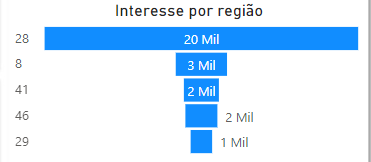 Interesse por região
28 20 Mil
8 3 Mil
41 2 Mil
46 2 Mil
29 1 Mil